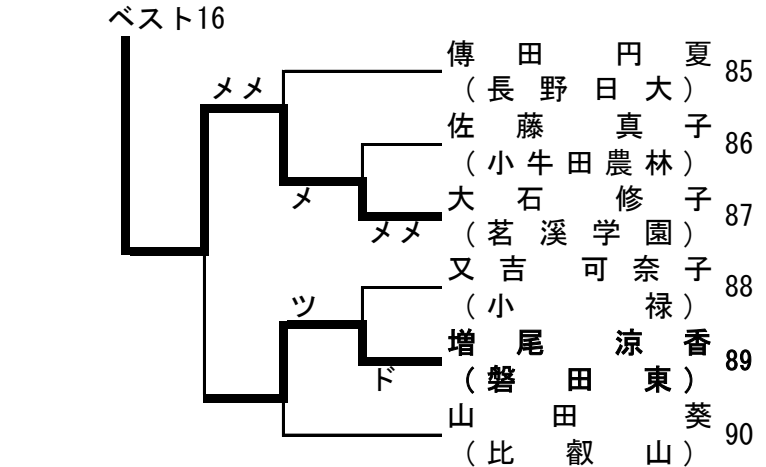 ベスト16
傳田円夏
85
(長野日大)
メメ
佐藤真子
86
(小牛田農林)
メ
大石修子
87
メメ
(茗溪学園)
又吉可奈子
88
(小禄)
ツ
増尾涼香
89
ド
(磐田東)
山田葵
90
(比叡山)